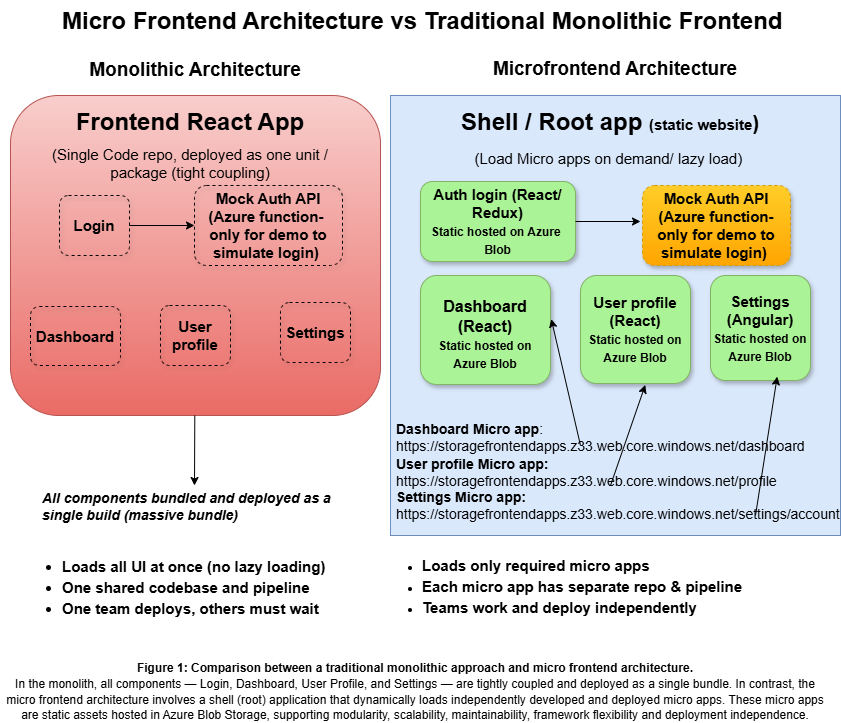 Micro Frontend Architecture vs Traditional Monolithic Frontend
Monolithic Architecture
Frontend React App
(Single Code repo, deployed as one unit /
package (tight coupling)
Login
Mock Auth API
(Azure function-
only for demo to
simulate login)
Dashboard
User
profile
Settings
All components bundled and deployed as a
single build (massive bundle)
Loads all UI at once (no lazy loading)
One shared codebase and pipeline
One team deploys, others must wait
Microfrontend Architecture
Shell / Root app (static website)
(Load Micro apps on demand/ lazy load)
Auth login (React/
Redux)
Static hosted on Azure
Blob
Mock Auth API
(Azure function-
only for demo to
simulate login)
Dashboard
(React)
Static hosted on
Azure Blob
User profile
(React)
Static hosted on
Azure Blob
Settings
(Angular)
Static hosted on
Azure Blob
Dashboard Micro app:
https://storagefrontendapps.z33.web.core.windows.net/dashboard
User profile Micro app:
https://storagefrontendapps.z33.web.core.windows.net/profile
Settings Micro app:
https://storagefrontendapps.z33.web.core.windows.net/settings/account
Loads only required micro apps
Each micro app has separate repo & pipeline
Teams work and deploy independently
Figure 1: Comparison between a traditional monolithic approach and micro frontend architecture.
In the monolith, all components — Login, Dashboard, User Profile, and Settings — are tightly coupled and deployed as a single bundle. In contrast, the
micro frontend architecture involves a shell (root) application that dynamically loads independently developed and deployed micro apps. These micro apps
are static assets hosted in Azure Blob Storage, supporting modularity, scalability, maintainability, framework flexibility and deployment independence.